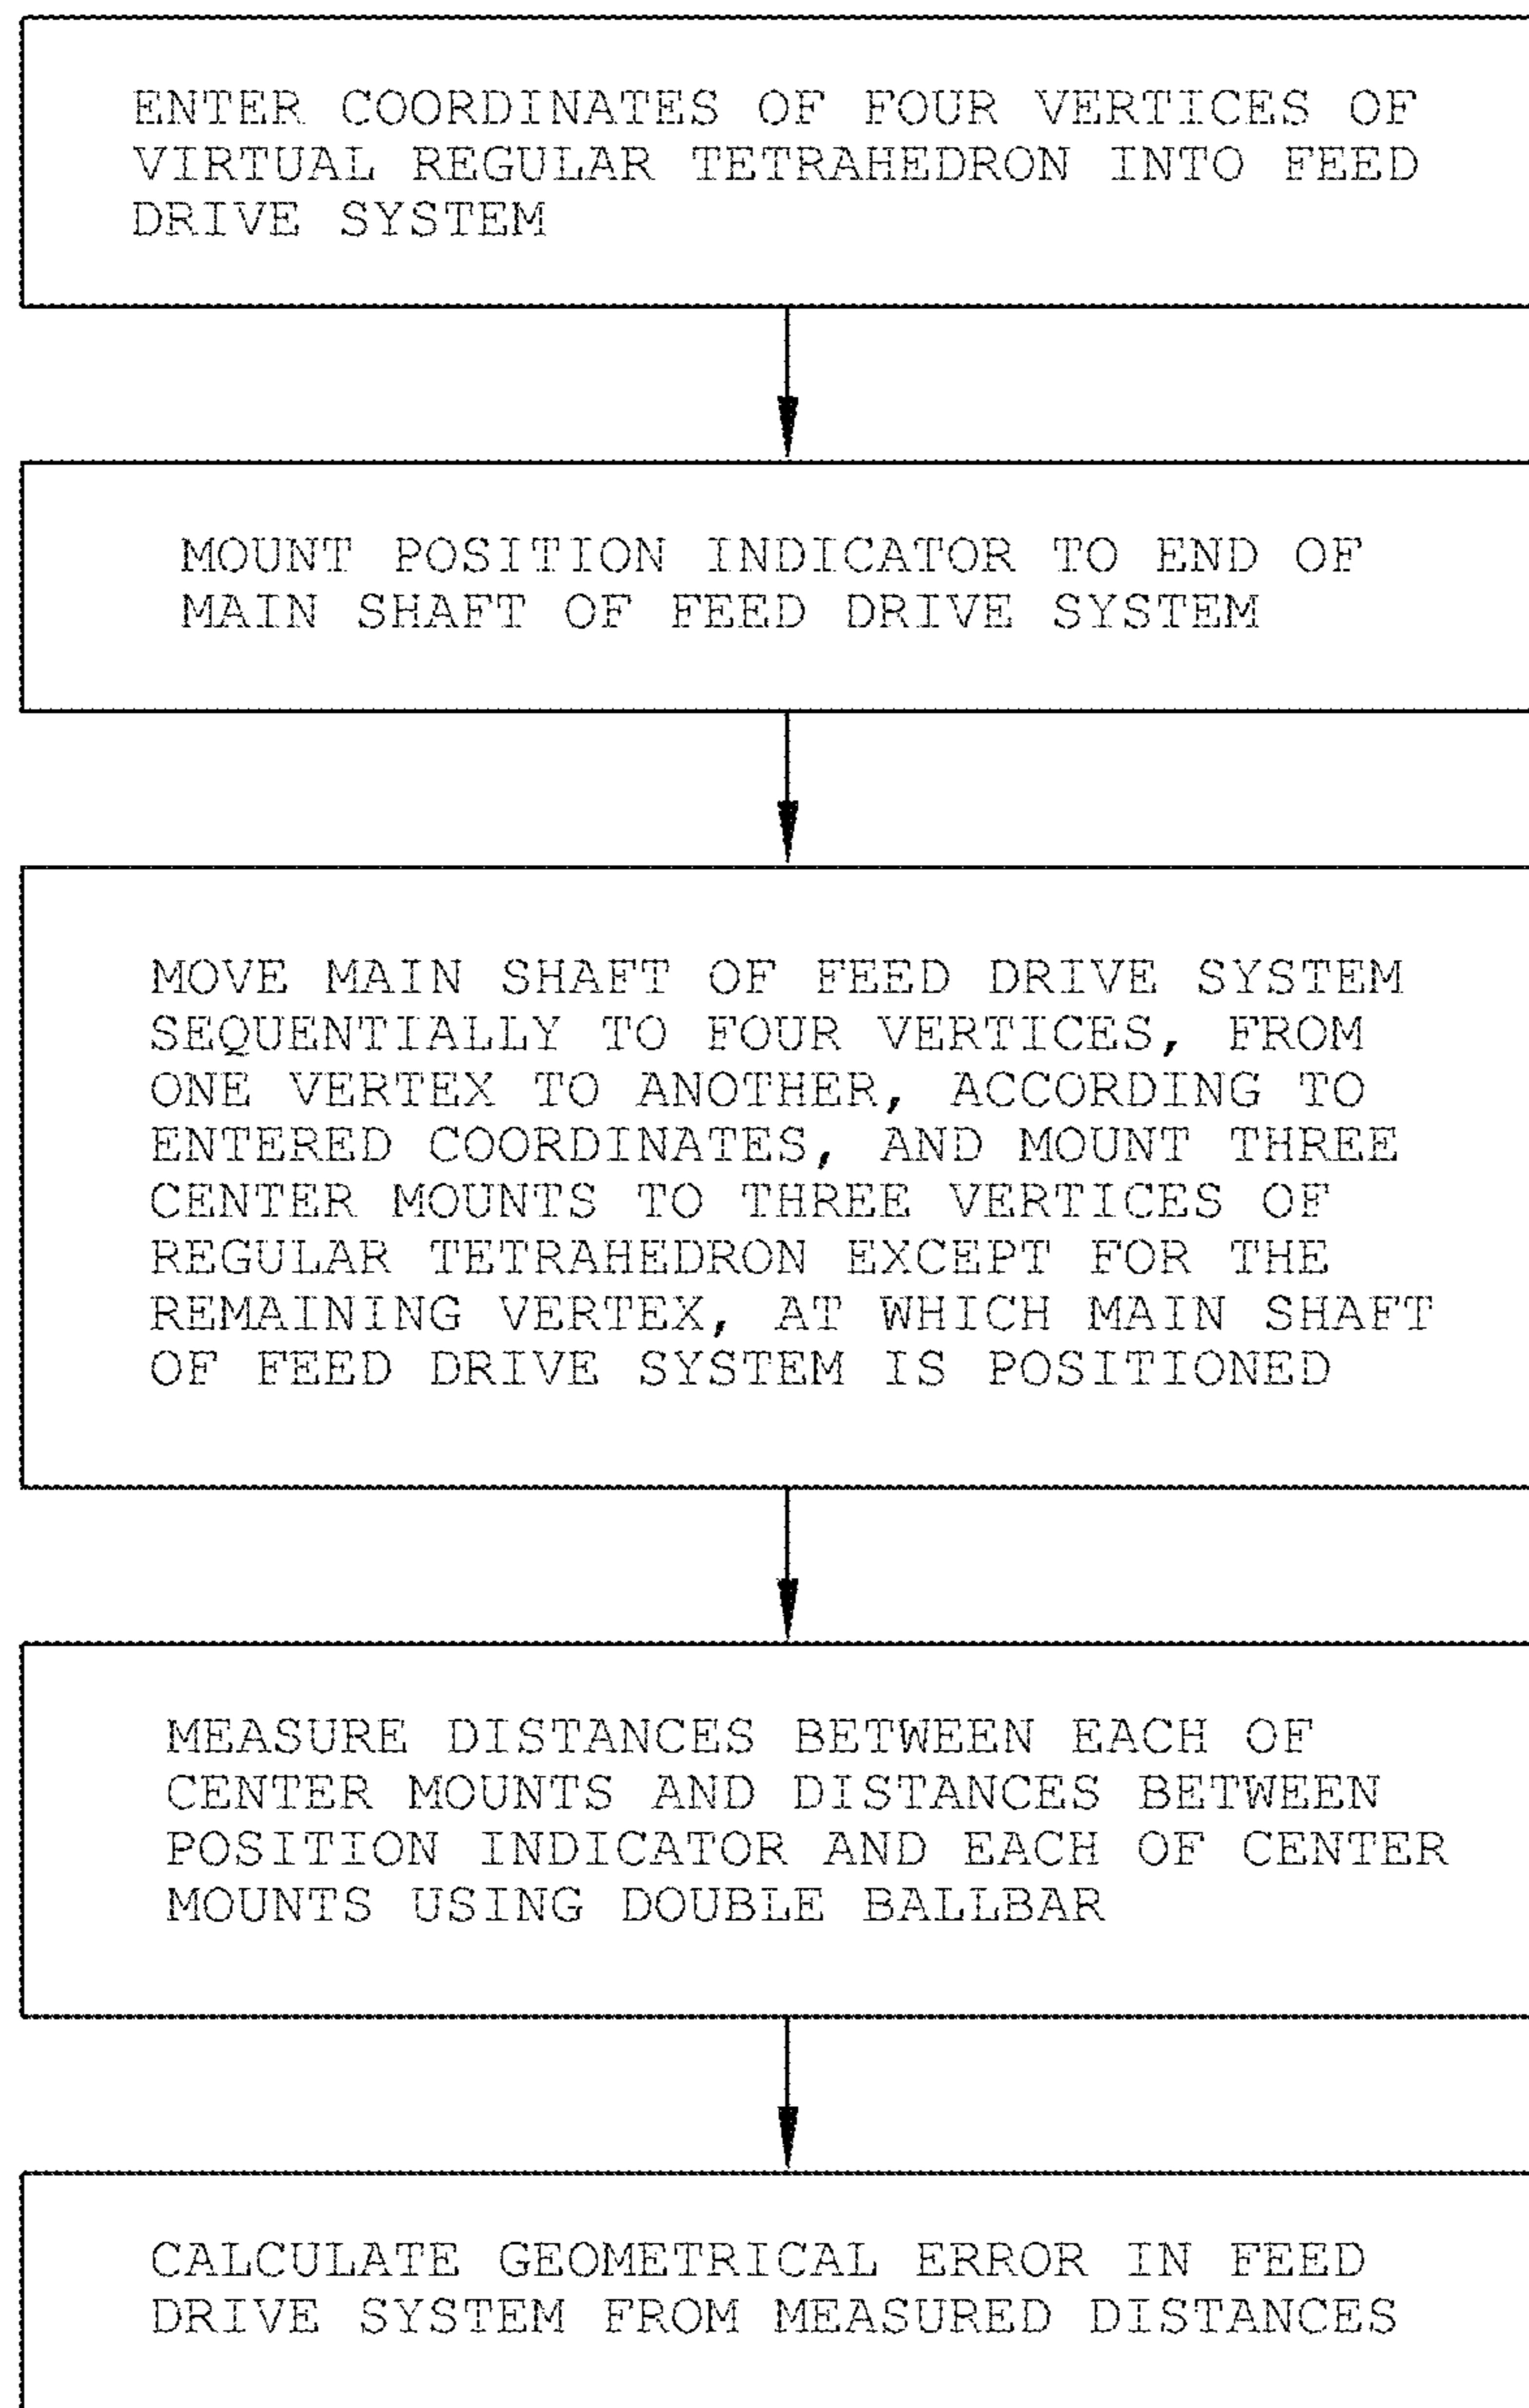 ENTER COORDINATES OF FOUR VERTICES OF
VIRTUAL REGULAR TETRAHEDRON INTO FEED
DRIVE SYSTEM
MOUNT POSITION INDICATOR TO END OF
MAIN SHAFT OF FEED DRIVE SYSTEM
MOVE MAIN SHAFT OF FEED DRIVE SYSTEM
SEQUENTIALLY TO FOUR VERTICES, FROM
ONE VERTEX TO ANOTHER, ACCORDING TO
ENTERED COORDINATES, AND MOUNT THREE
CENTER MOUNTS TO THREE VERTICES OF
REGULAR TETRAHEDRON EXCEPT FOR THE
REMAINING VERTEX, AT WHICH MAIN SHAFT
OF FEED DRIVE SYSTEM IS POSITIONED
MEASURE DISTANCES BETWEEN EACH OF
CENTER MOUNTS AND DISTANCES BETWEEN
POSITION INDICATOR AND EACH OF CENTER
MOUNTS USING DOUBLE BALLBAR
CALCULATE GEOMETRICAL ERROR IN FEED
DRIVE SYSTEM FROM MEASURED DISTANCES